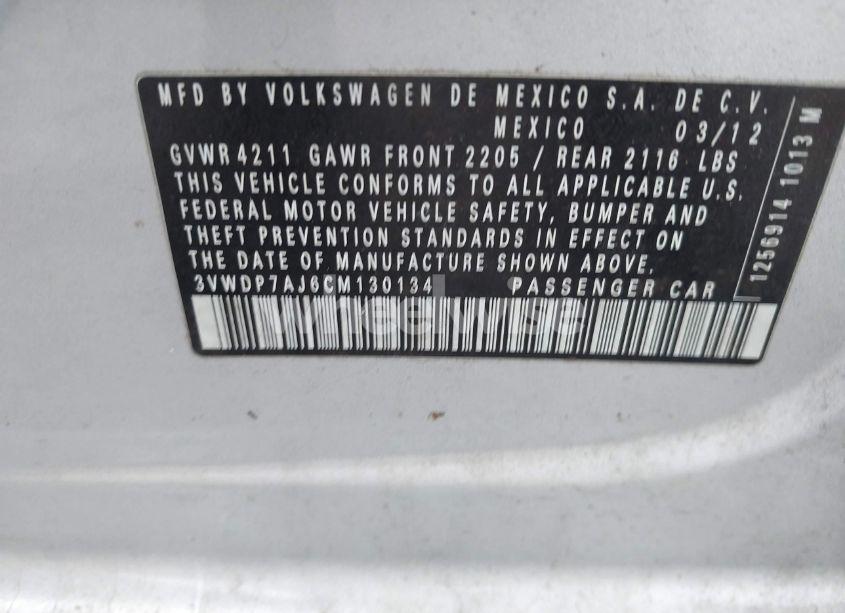 MFD BY VOLKSWAGEN DE MEXICO S.A. DE C.V.
MEXICO 03/12
GVWR 4211 GAWR FRONT 2205 / REAR 2116 LBS
THIS VEHICLE CONFORMS TO ALL APPLICABLE U.S.
FEDERAL MOTOR VEHICLE SAFETY, BUMPER AND
THEFT PREVENTION STANDARDS IN EFFECT ON
THE DATE OF MANUFACTURE SHOWN ABOVE.
3VWDP7AJ6CM130134 PASSENGER CAR
1256914 1013 M
wheelwise